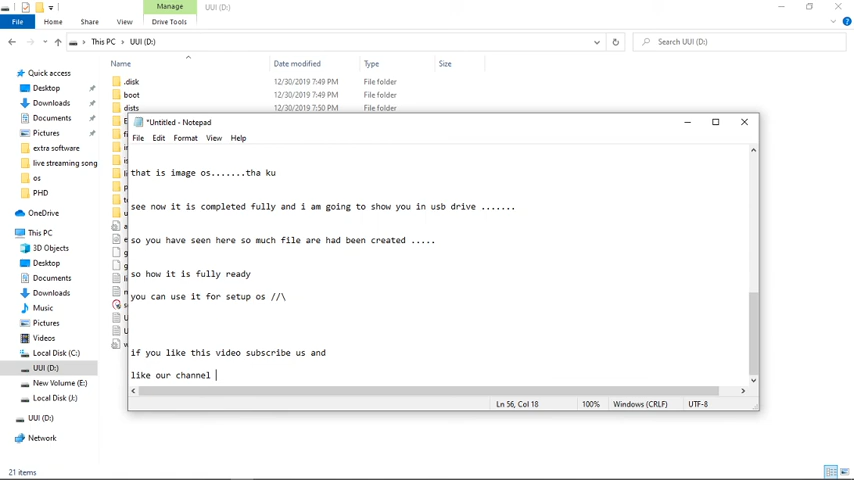 Manage
UUI (D:)
File
Home
Share
View
Drive Tools
This PC
UUI (D:)
Search UUI (D:)
Name
Date modified
Type
Size
Quick access
Desktop
Downloads
Documents
Pictures
extra software
live streaming song
os
PHD
OneDrive
This PC
3D Objects
Desktop
Documents
Downloads
Music
Pictures
Videos
Local Disk (C:)
UUI (D:)
New Volume (E:)
Local Disk (J:)
UUI (D:)
Network
.disk
12/30/2019 7:49 PM
File folder
boot
12/30/2019 7:49 PM
File folder
dists
12/30/2019 7:50 PM
File folder
*Untitled - Notepad
File
Edit
Format
View
Help
that is image os.......tha ku
see now it is completed fully and i am going to show you in usb drive .......
so you have seen here so much file are had been created .....
so how it is fully ready
you can use it for setup os //\
if you like this video subscribe us and
like our channel
Ln 56, Col 18
100%
Windows (CRLF)
UTF-8
21 items